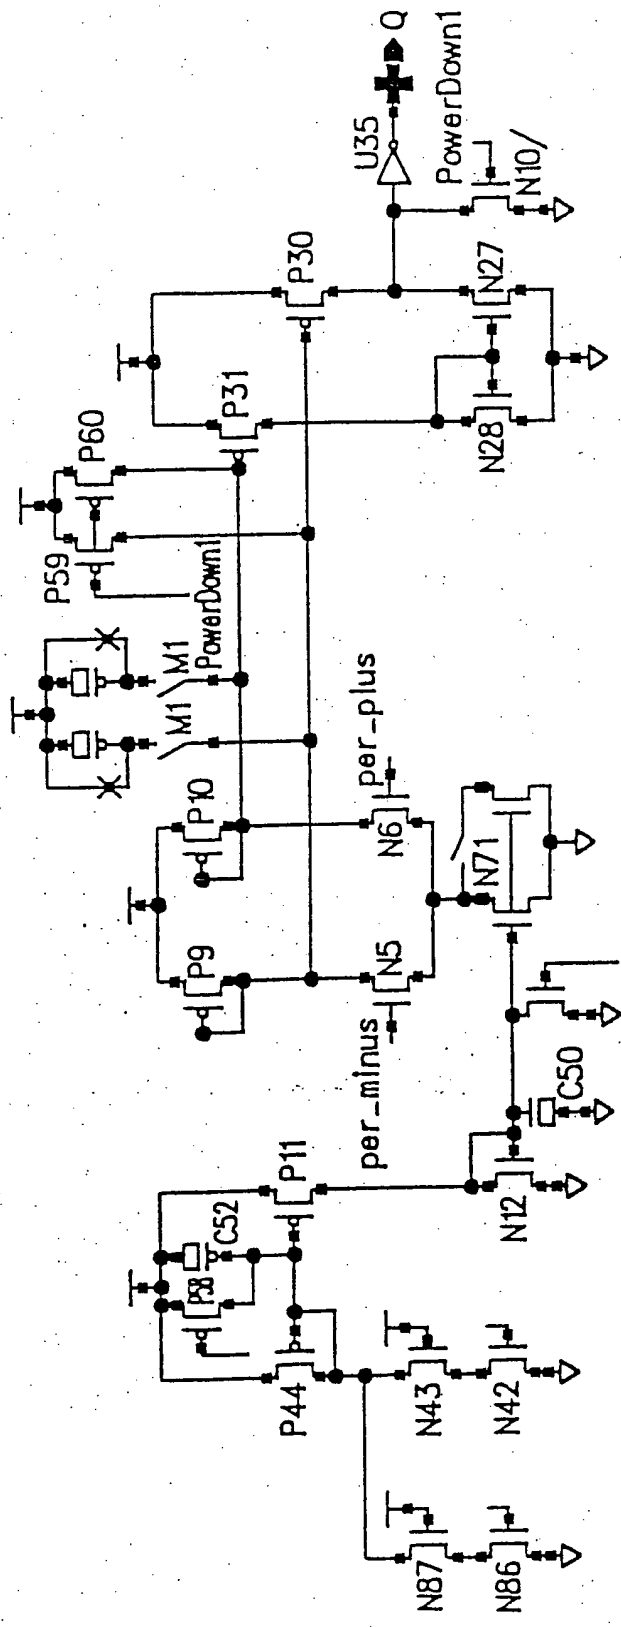 Q
U35
PowerDown1
N10/
P30
N27
P31
N28
P60
P59
PowerDown1
M1
M1
P10
per_plus
N6
N71
P9
N5
per_minus
C50
P11
N12
C52
P58
P44
N43
N42
N87
N86